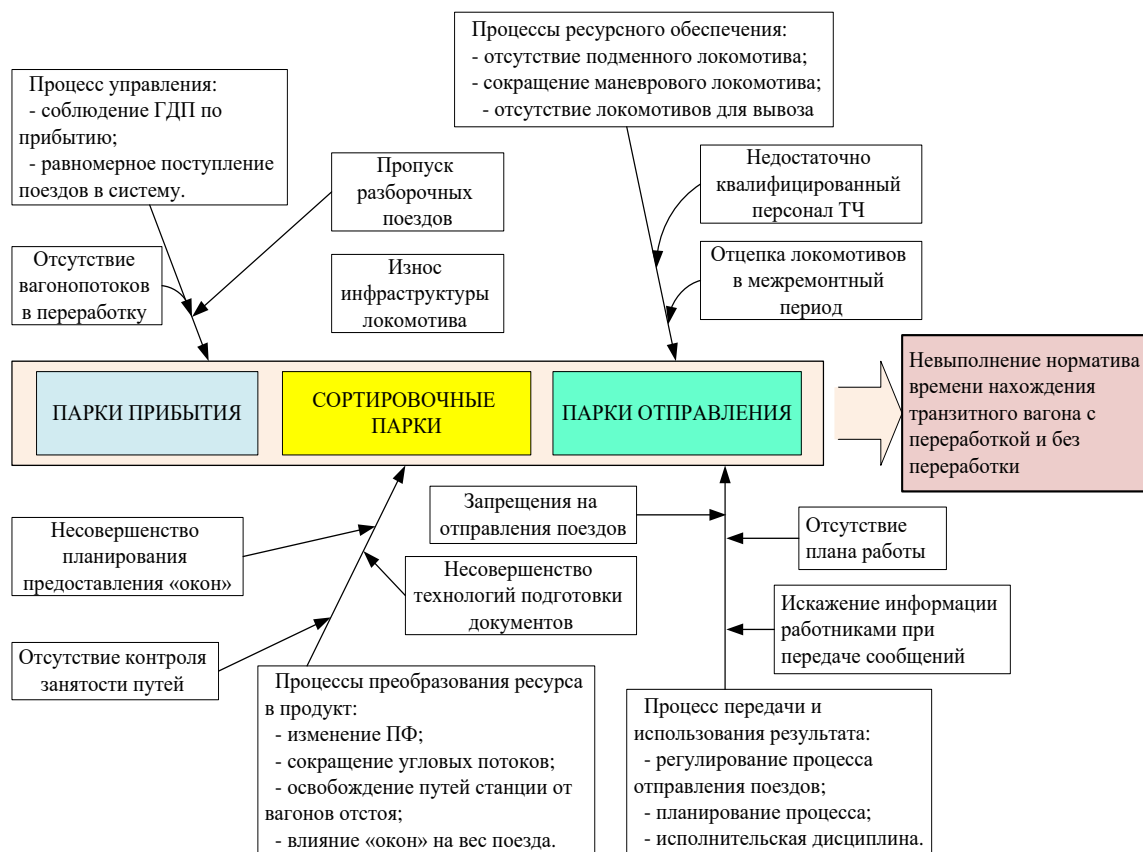 Процессы ресурсного обеспечения:
- отсутствие подменного локомотива;
- сокращение маневрового локомотива;
- отсутствие локомотивов для вывоза
Процесс управления:
- соблюдение ГДП по
прибытию;
- равномерное поступление
поездов в систему.
Пропуск
разборочных
поездов
Недостаточно
квалифицированный
персонал ТЧ
Отсутствие
вагонопотоков
в переработку
Износ
инфраструктуры
локомотива
Отцепка локомотивов
в межремонтный
период
ПАРКИ ПРИБЫТИЯ
СОРТИРОВОЧНЫЕ
ПАРКИ
ПАРКИ ОТПРАВЛЕНИЯ
Невыполнение норматива
времени нахождения
транзитного вагона с
переработкой и без
переработки
Несовершенство
планирования
предоставления «окон»
Запрещения на
отправления поездов
Отсутствие
плана работы
Несовершенство
технологий подготовки
документов
Искажение информации
работниками при
передаче сообщений
Отсутствие контроля
занятости путей
Процессы преобразования ресурса
в продукт:
- изменение ПФ;
- сокращение угловых потоков;
- освобождение путей станции от
вагонов отстоя;
- влияние «окон» на вес поезда.
Процесс передачи и
использования результата:
- регулирование процесса
отправления поездов;
- планирование процесса;
- исполнительская дисциплина.